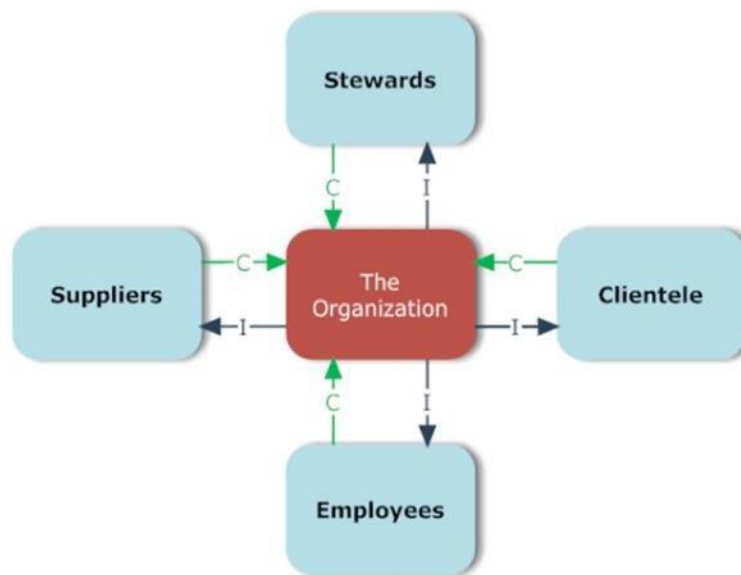 Stewards
C
I
Suppliers
C
I
The
Organization
C
I
Clientele
C
I
Employees